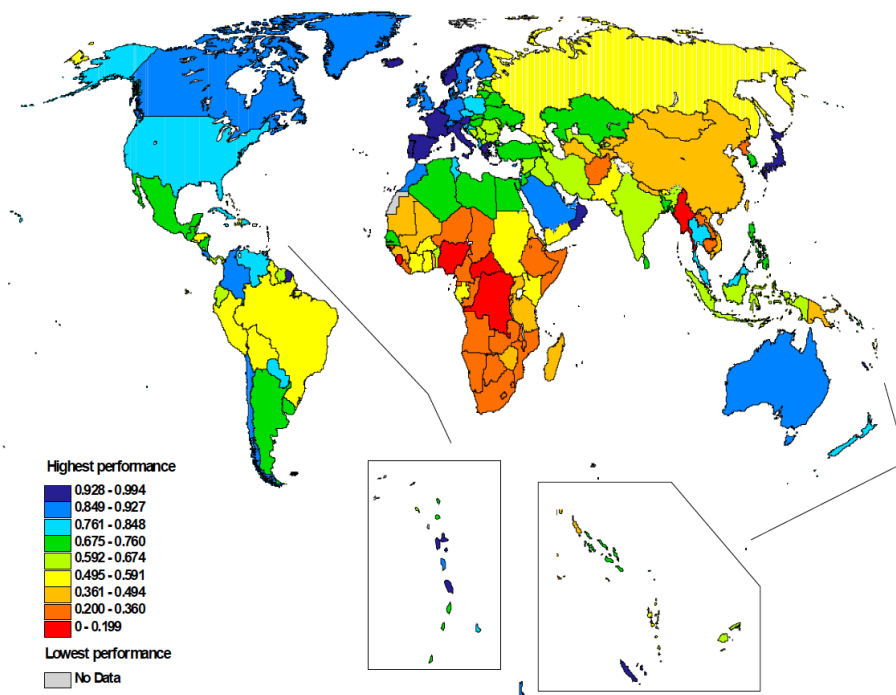 Highest performance
0.928 - 0.994
0.849 - 0.927
0.761 - 0.848
0.675 - 0.760
0.592 - 0.674
0.495 - 0.591
0.361 - 0.494
0.200 - 0.360
0 - 0.199
Lowest performance
No Data